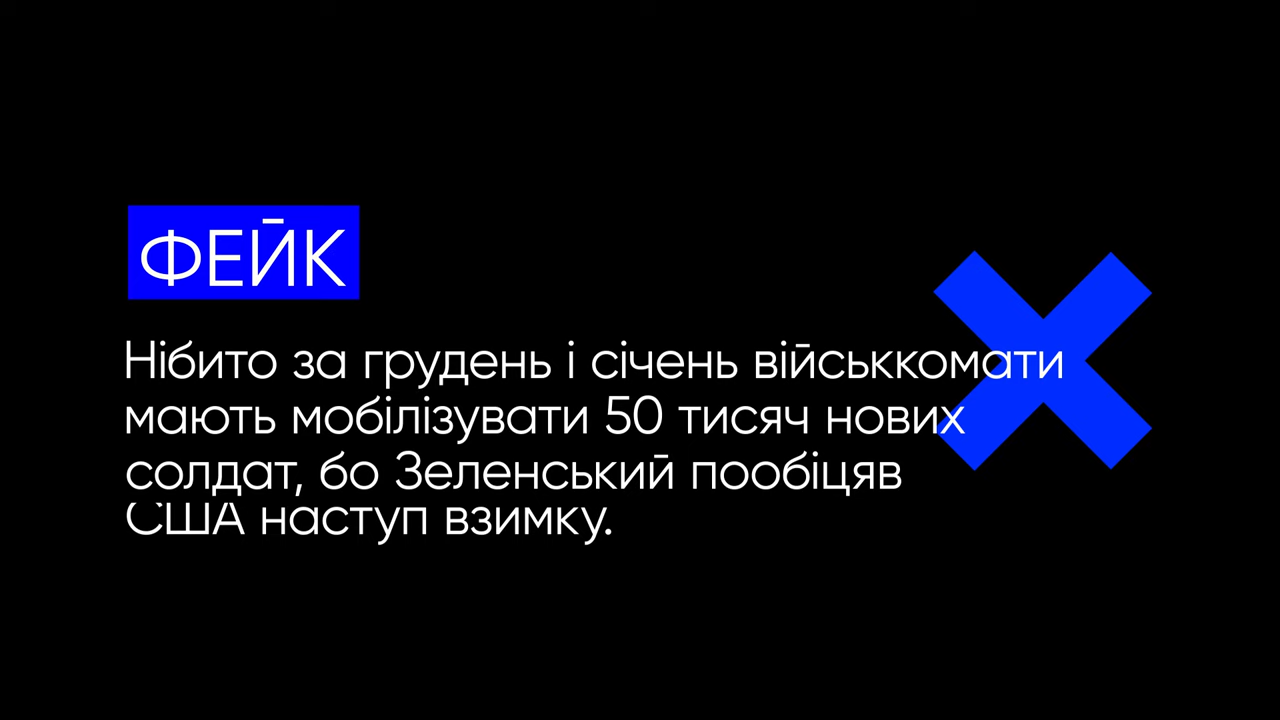 ФЕЙК
Нібито за грудень і січень військкомати
мають мобілізувати 50 тисяч нових
солдат, бо Зеленський пообіцяв
США наступ взимку.